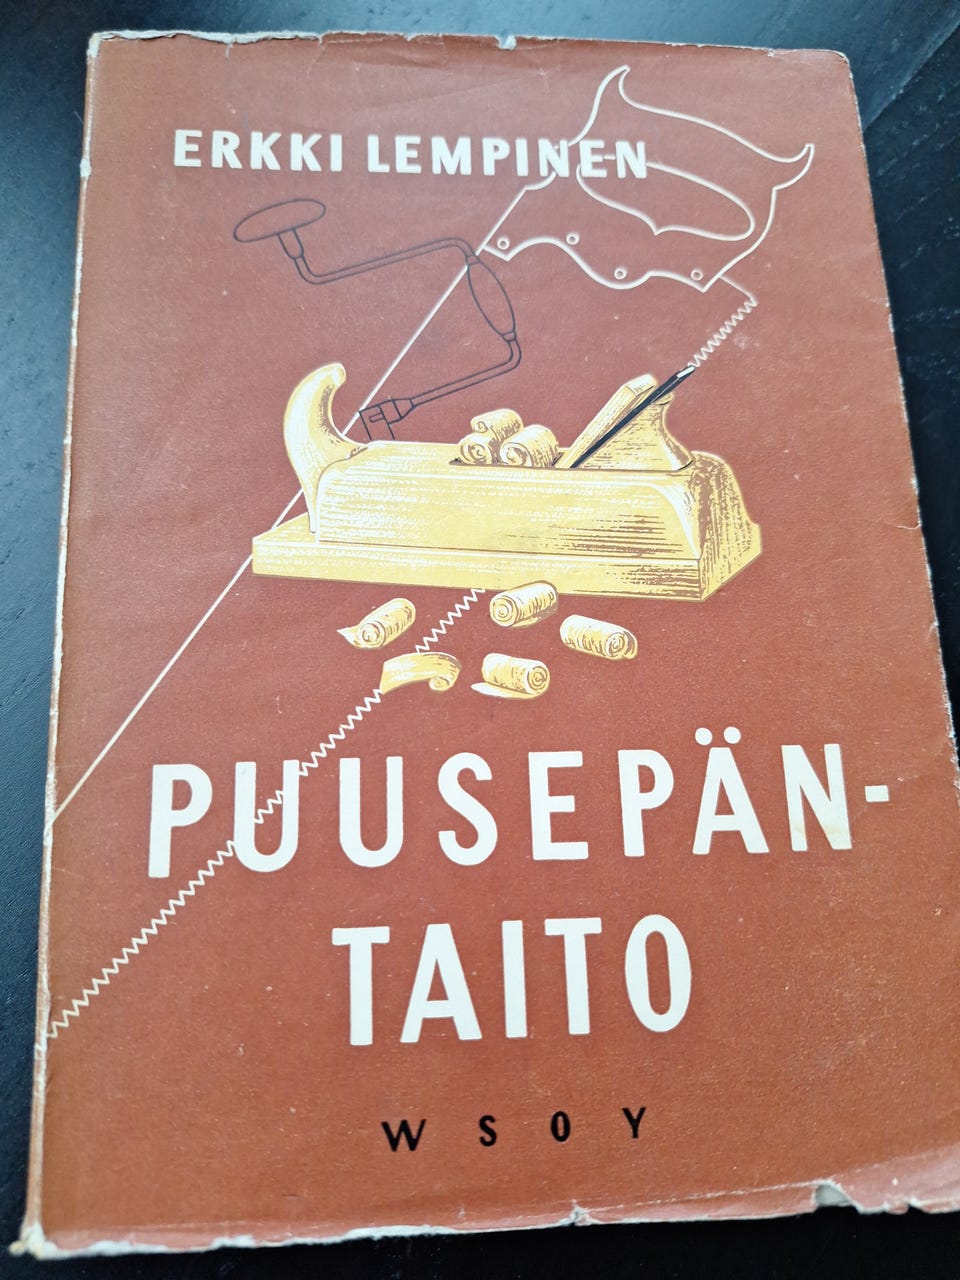 ERKKI LEMPINEN
PUUSEPÄN-
TAITO
WSOY